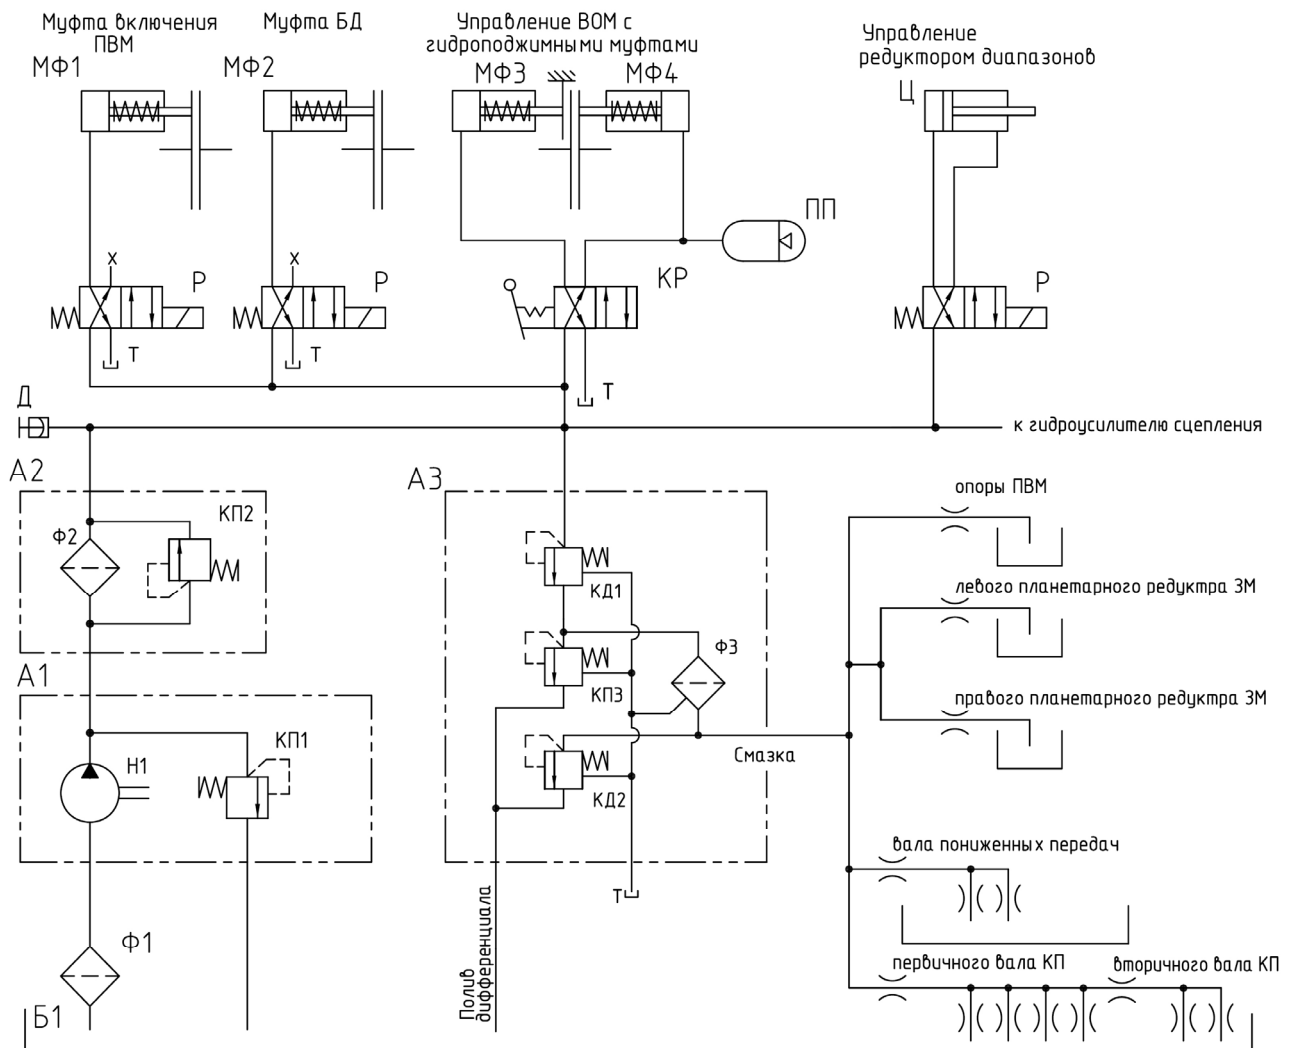 Муфта включения
ПВМ
МФ1
Муфта БД
МФ2
Управление ВОМ с
гидроподжимными муфтами
МФ3
МФ4
Управление
редуктором диапазонов
Ц
ПП
х
Р
х
Р
КР
Р
Т
Т
Т
Д
к гидроусилителю сцепления
А2
Ф2
КП2
А3
КД1
КП3
Ф3
КД2
Смазка
Т
опоры ПВМ
левого планетарного редуктра ЗМ
правого планетарного редуктра ЗМ
А1
Н1
КП1
вала пониженных передач
Ф1
Полив
дифференциала
первичного вала КП
вторичного вала КП
Б1